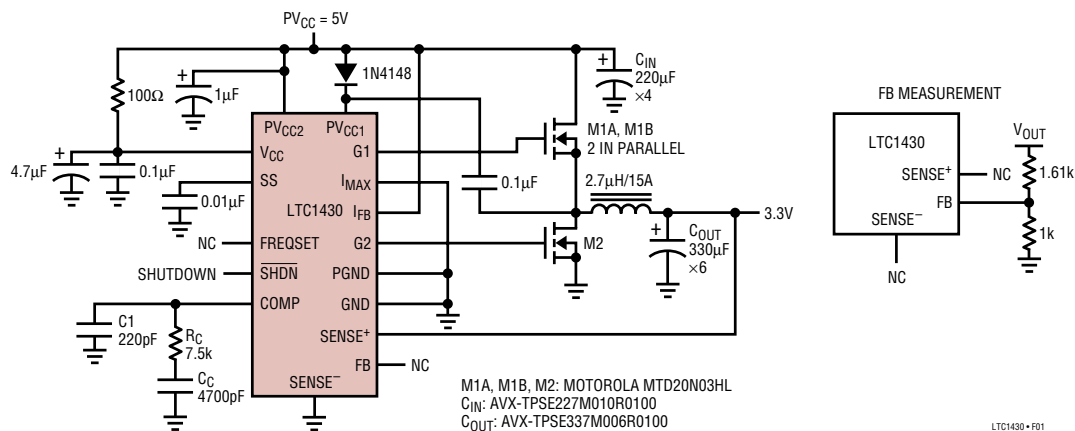 PVCC = 5V
100Ω
+
1µF
1N4148
+
CIN
220µF
×4
PVCC2
PVCC1
VCC
G1
M1A, M1B
2 IN PARALLEL
+
4.7µF
0.1µF
SS
IMAX
0.1µF
2.7µH/15A
0.01µF
LTC1430
IFB
3.3V
NC
FREQSET
G2
M2
+
COUT
330µF
×6
SHUTDOWN
SHDN
PGND
COMP
GND
C1
220pF
RC
7.5k
SENSE+
CC
4700pF
FB
NC
SENSE−
M1A, M1B, M2: MOTOROLA MTD20N03HL
CIN: AVX-TPSE227M010R0100
COUT: AVX-TPSE337M006R0100
FB MEASUREMENT
LTC1430
VOUT
SENSE+
NC
1.61k
FB
SENSE−
1k
NC
LTC1430 • F01